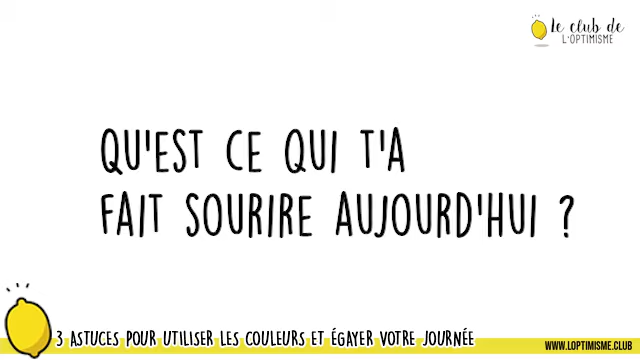 Le club de
L'OPTIMISME
QU'EST CE QUI T'A
FAIT SOURIRE AUJOURD'HUI ?
3 ASTUCES POUR UTILISER LES COULEURS ET ÉGAYER VOTRE JOURNÉE
WWW.LOPTIMISME.CLUB